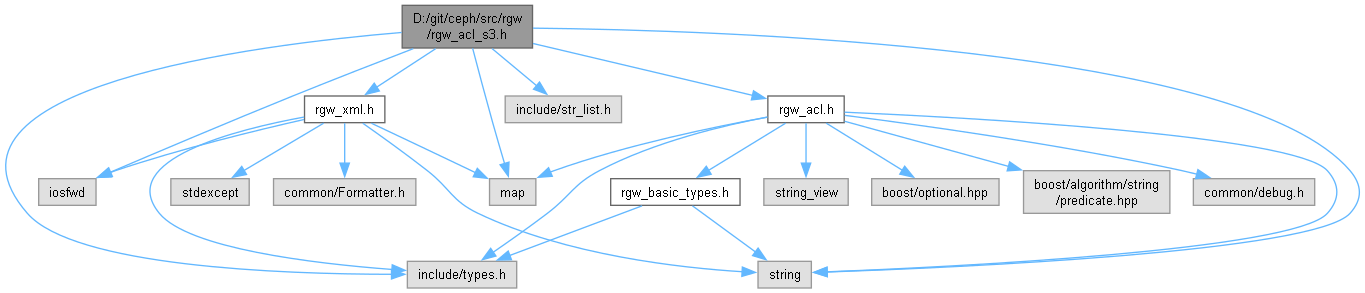 D:/git/ceph/src/rgw
/rgw_acl_s3.h
rgw_xml.h
include/str_list.h
rgw_acl.h
iosfwd
stdexcept
common/Formatter.h
map
rgw_basic_types.h
string_view
boost/optional.hpp
boost/algorithm/string
/predicate.hpp
common/debug.h
include/types.h
string